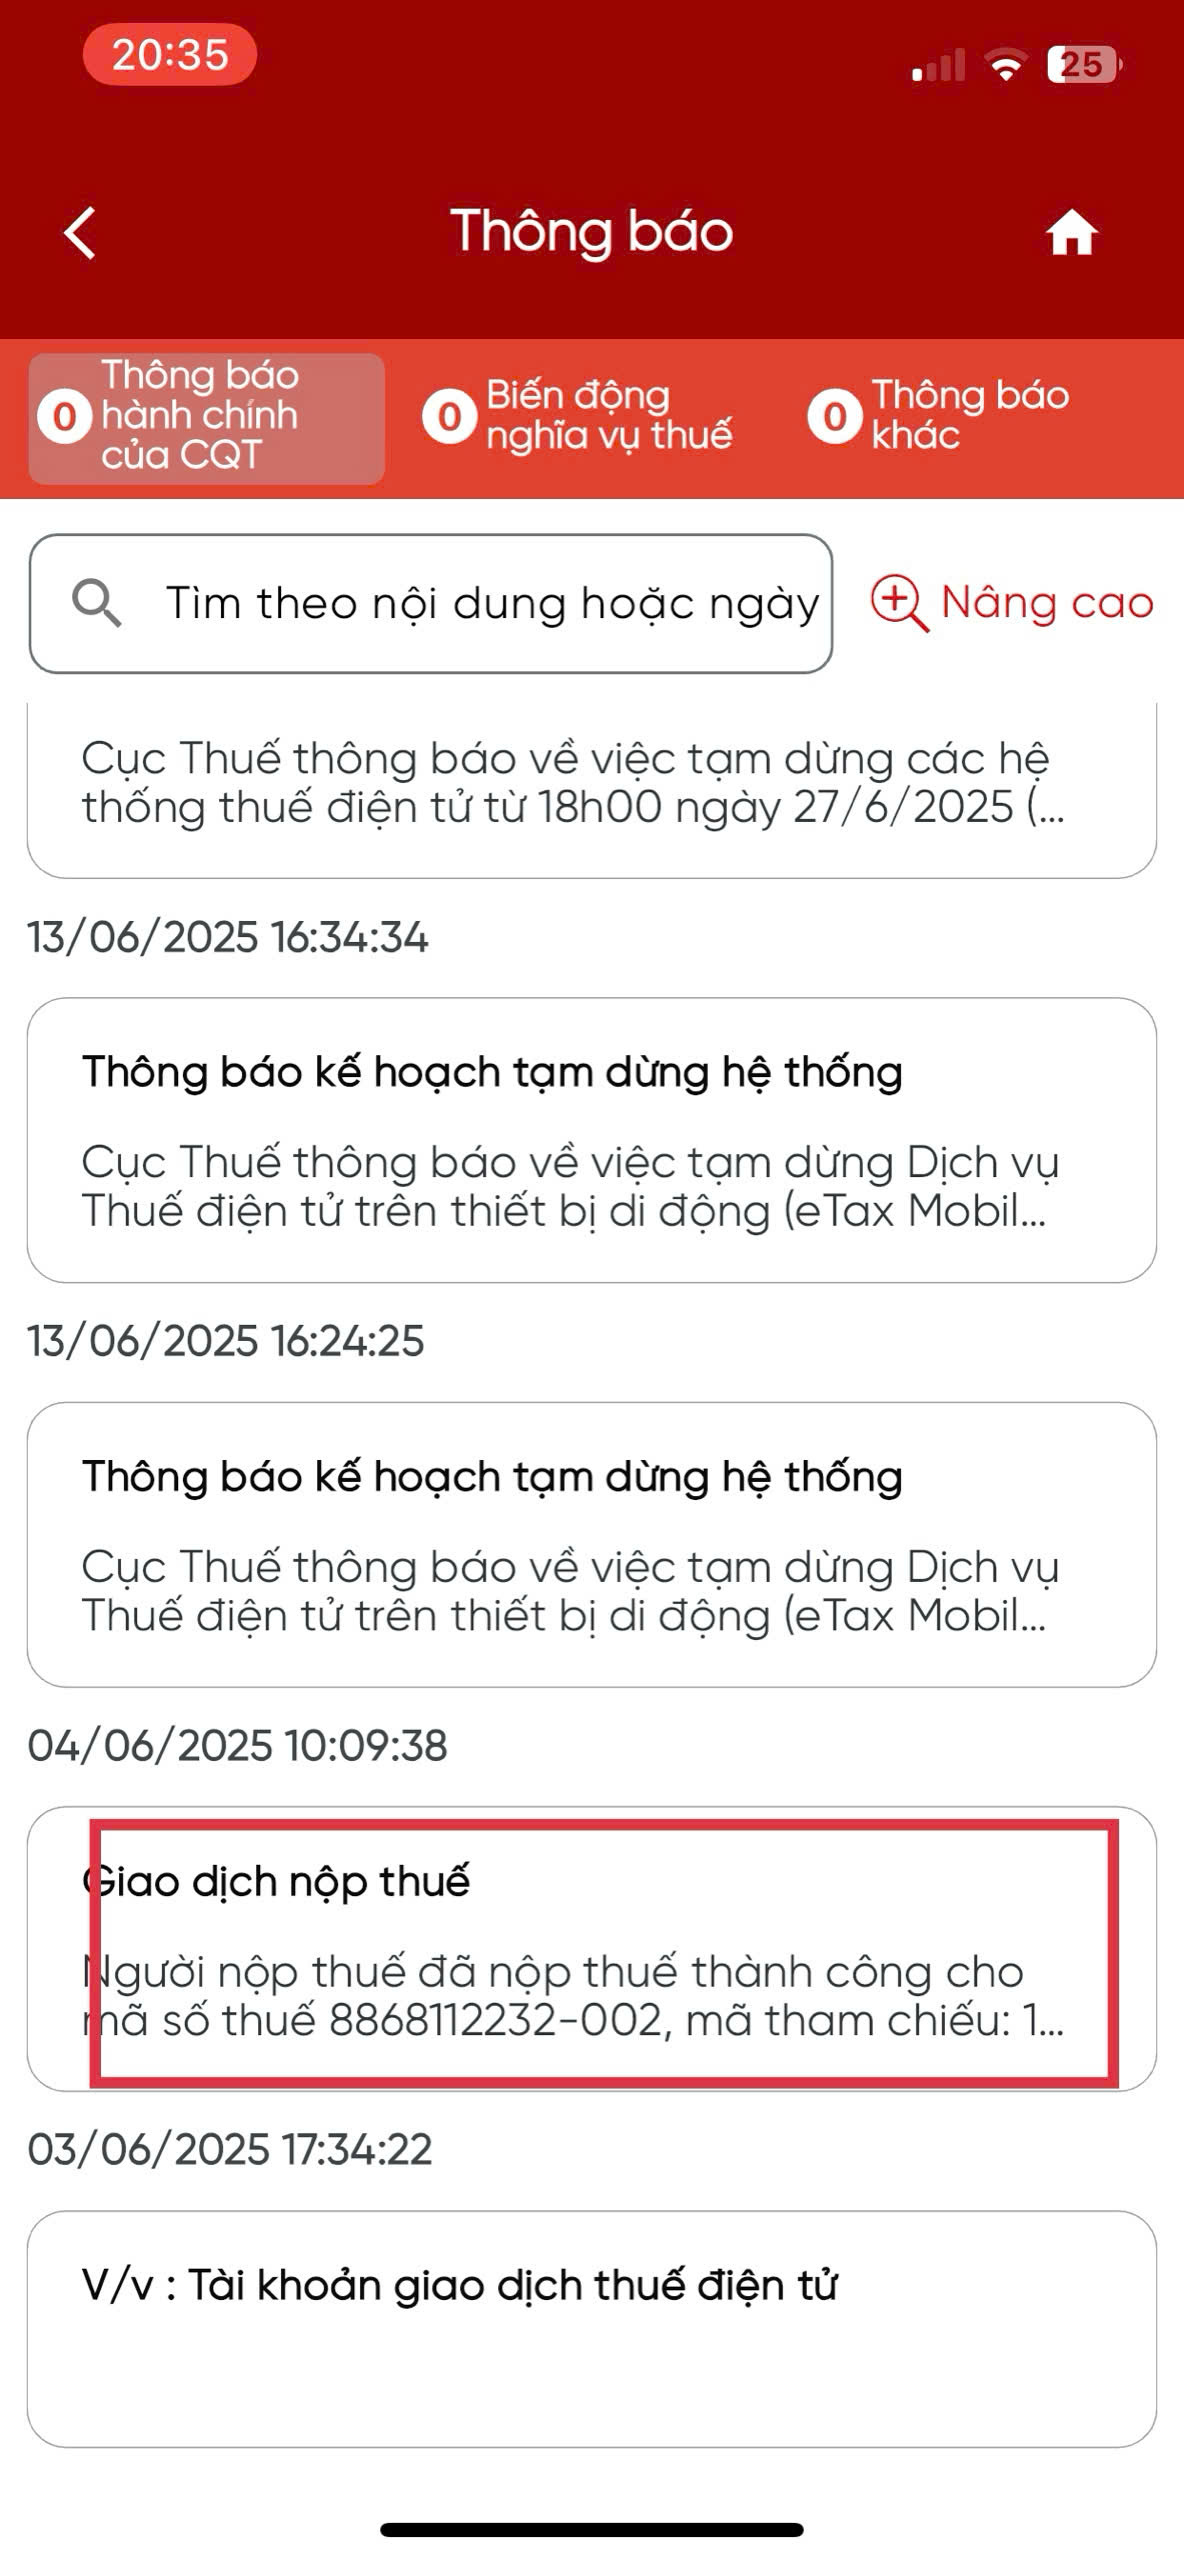 20:35
25
Thông báo
0 Thông báo
hành chính
của CQT
0 Biến động
nghĩa vụ thuế
0 Thông báo
khác
Tìm theo nội dung hoặc ngày
Nâng cao
Cục Thuế thông báo về việc tạm dừng các hệ
thống thuế điện tử từ 18h00 ngày 27/6/2025 (...
13/06/2025 16:34:34
Thông báo kế hoạch tạm dừng hệ thống
Cục Thuế thông báo về việc tạm dừng Dịch vụ
Thuế điện tử trên thiết bị di động (eTax Mobil...
13/06/2025 16:24:25
Thông báo kế hoạch tạm dừng hệ thống
Cục Thuế thông báo về việc tạm dừng Dịch vụ
Thuế điện tử trên thiết bị di động (eTax Mobil...
04/06/2025 10:09:38
Giao dịch nộp thuế
Người nộp thuế đã nộp thuế thành công cho
mã số thuế 8868112232-002, mã tham chiếu: 1...
03/06/2025 17:34:22
V/v : Tài khoản giao dịch thuế điện tử